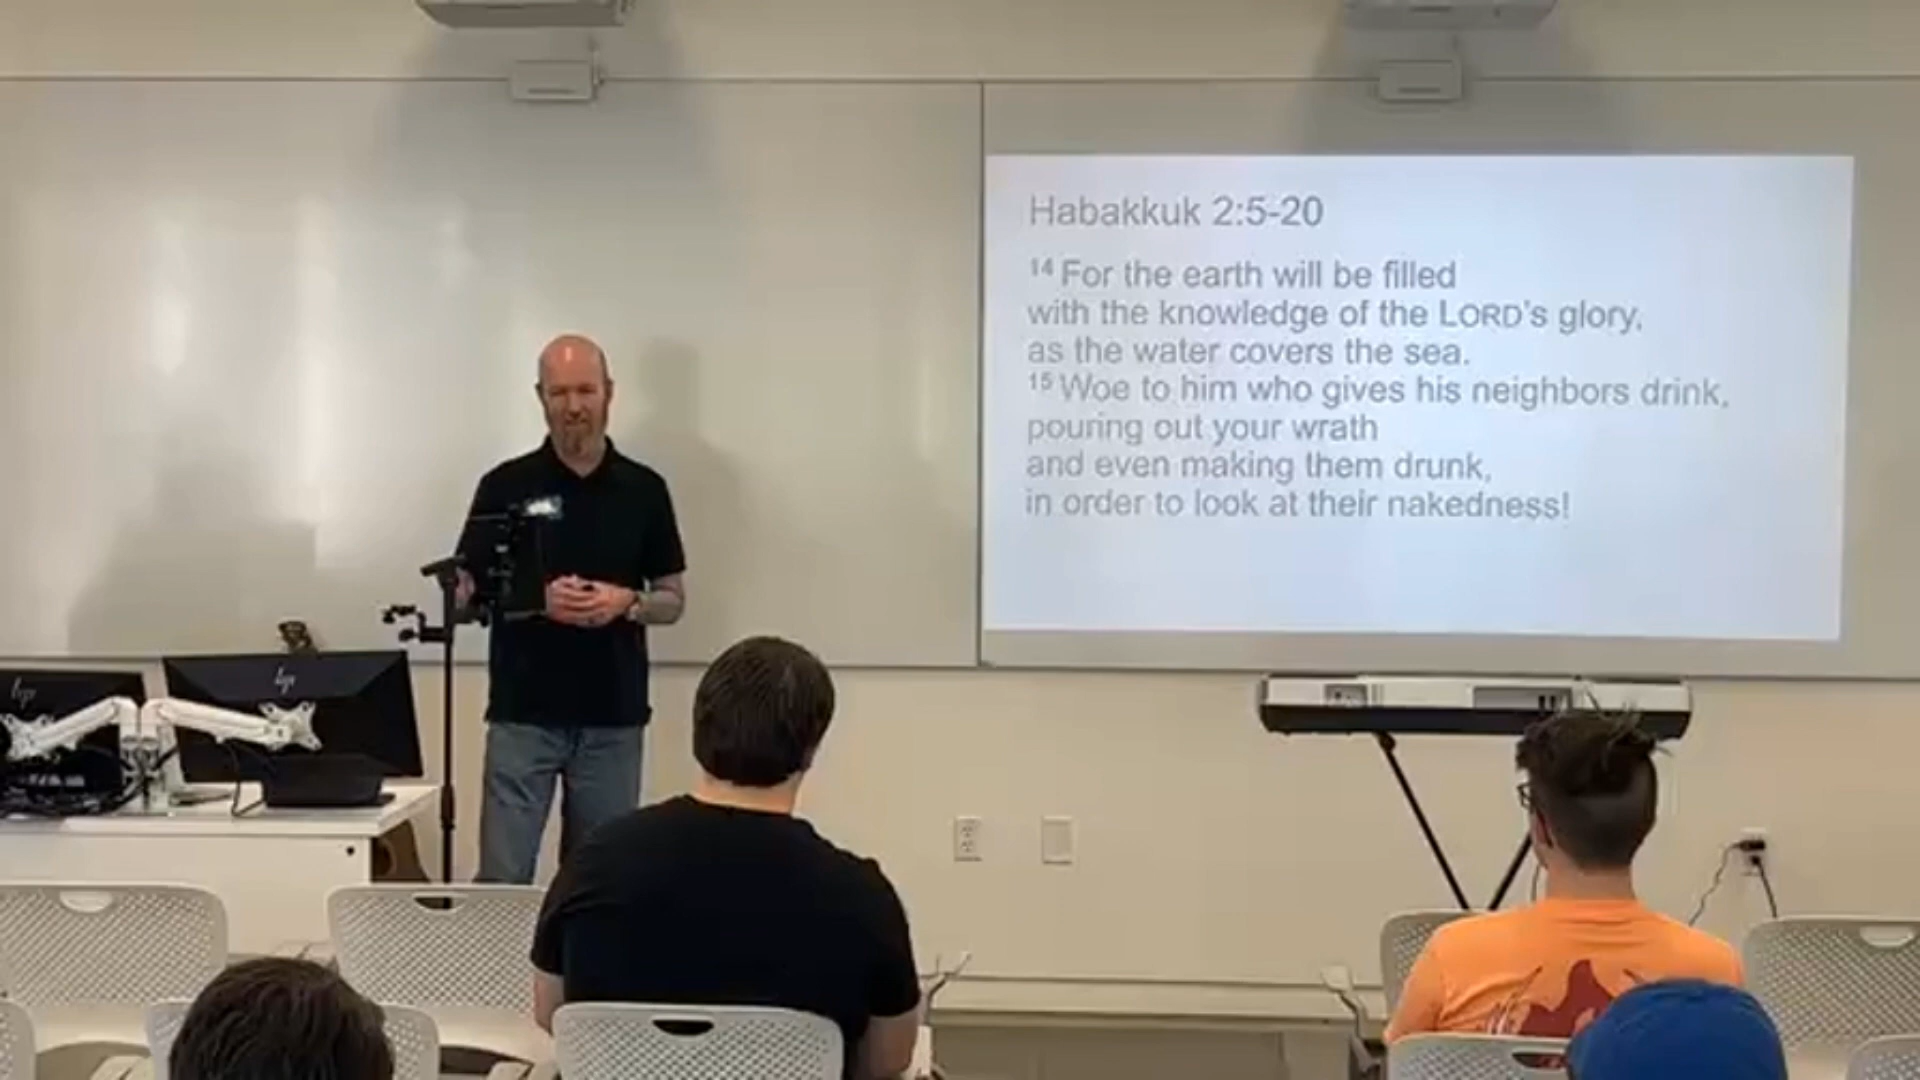 Habakkuk 2:5-20
14 For the earth will be filled
with the knowledge of the LORD's glory,
as the water covers the sea.
15 Woe to him who gives his neighbors drink,
pouring out your wrath
and even making them drunk,
in order to look at their nakedness!
hp
hp